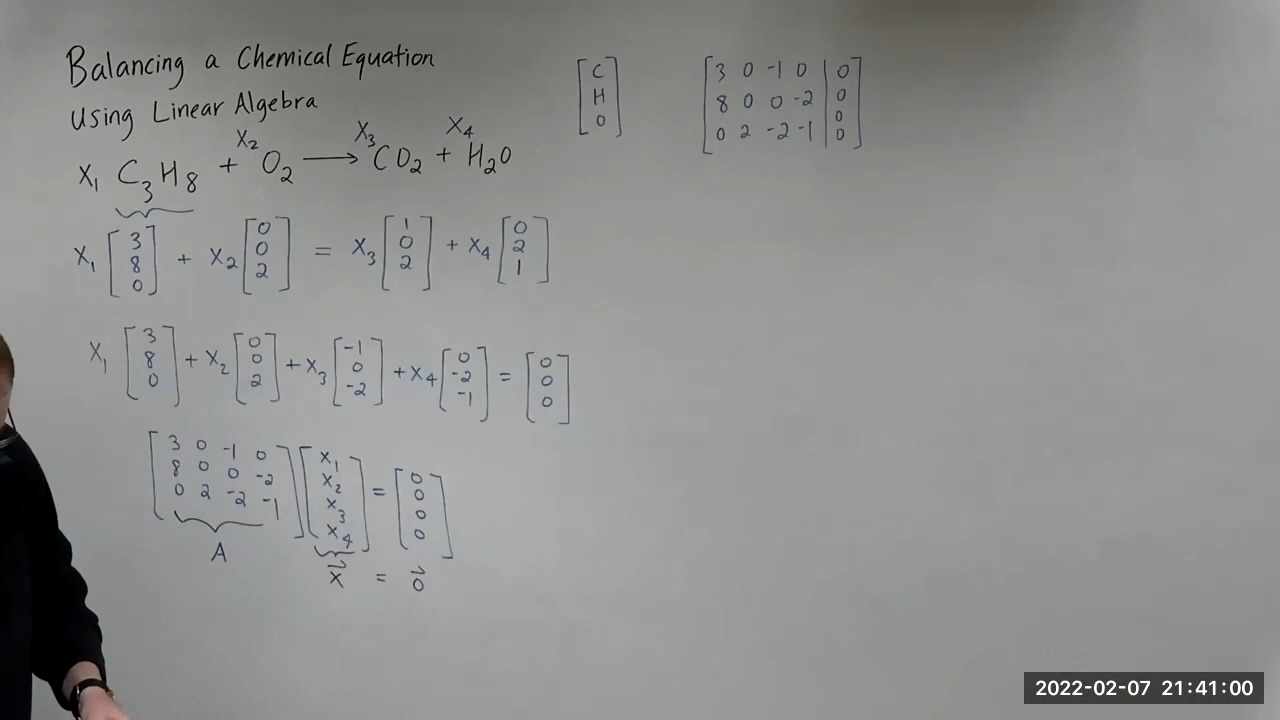 Balancing a Chemical Equation
using Linear Algebra
X₁ C₃H₈ + X₂ O₂ ⟶ X₃ CO₂ + X₄ H₂O
X₁ [3 8 0] + X₂ [0 0 2] = X₃ [1 0 2] + X₄ [0 2 1]
X₁ [3 8 0] + X₂ [0 0 2] + X₃ [-1 0 -2] + X₄ [0 -2 -1] = [0 0 0]
[3 0 -1 0
8 0 0 -2
0 2 -2 -1] [X₁ X₂ X₃ X₄] = [0 0 0 0]
A x⃗ = 0⃗
[C
H
O]
[3 0 -1 0 | 0
8 0 0 -2 | 0
0
0 2 -2 -1 | 0]
2022-02-07 21:41:00